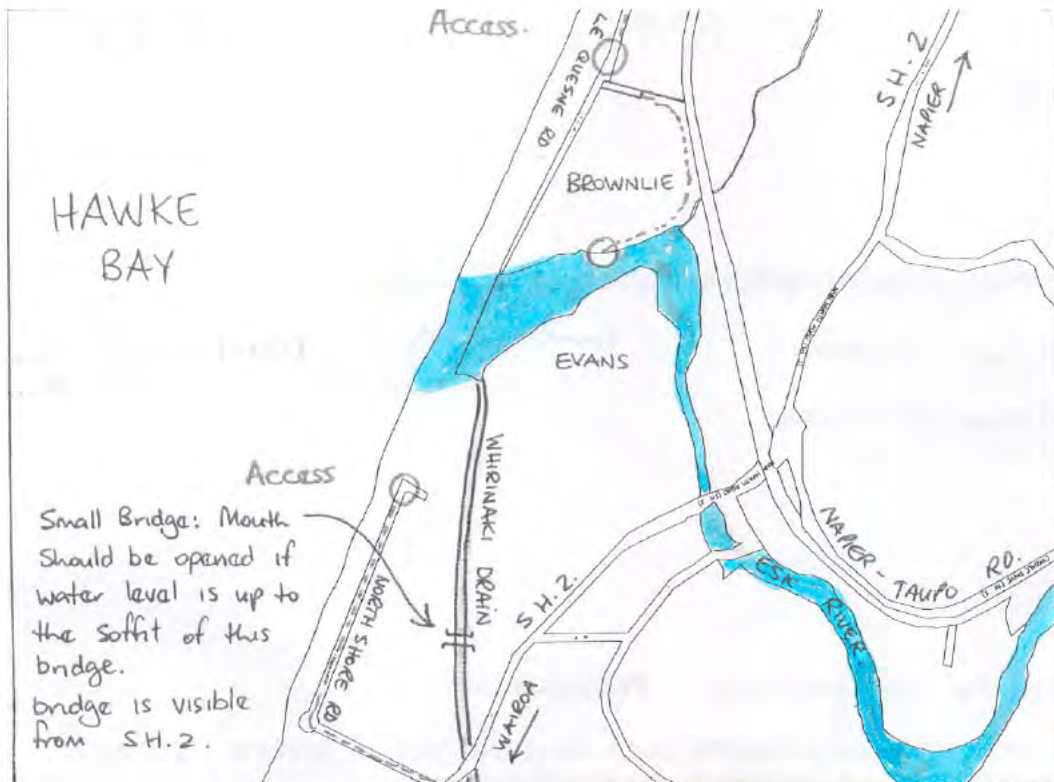 Access.
LE QUESNE RD
S.H.2
NAPIER
BROWNLIE
HAWKE
BAY
EVANS
Access
WHIRINAKI DRAIN
Small Bridge: Mouth
Should be opened if
water level is up to
the soffit of this
bridge.
bridge is visible
from SH.2.
NORTH SHORE RD
S.H.2.
WAIROA
ESK RIVER
NAPIER - TAUPO RD.